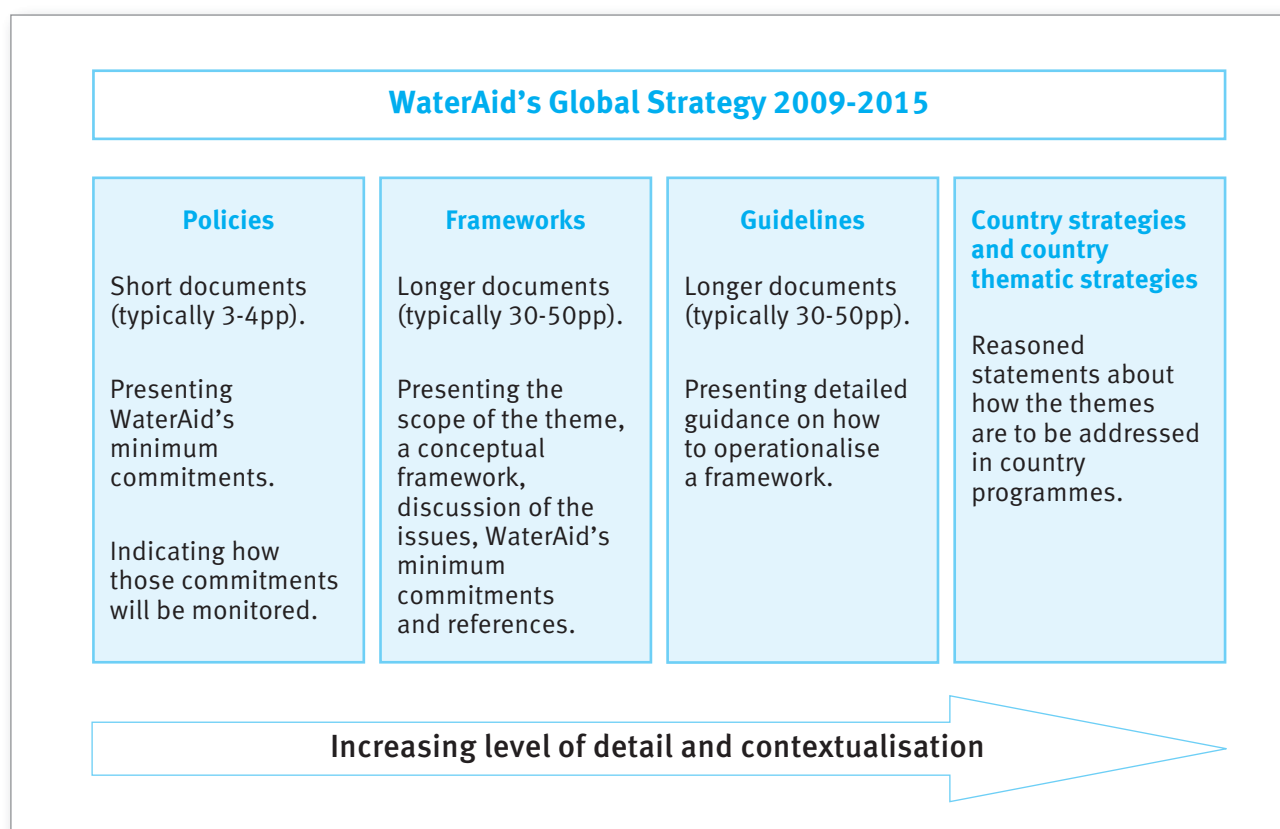 WaterAid's Global Strategy 2009-2015
Policies
Short documents
(typically 3-4pp).
Presenting
WaterAid's
minimum
commitments.
Indicating how
those commitments
will be monitored.
Frameworks
Longer documents
(typically 30-50pp).
Presenting the
scope of the theme,
a conceptual
framework,
discussion of the
issues, WaterAid's
minimum
commitments
and references.
Guidelines
Longer documents
(typically 30-50pp).
Presenting detailed
guidance on how
to operationalise
a framework.
Country strategies
and country
thematic strategies
Reasoned
statements about
how the themes
are to be addressed
in country
programmes.
Increasing level of detail and contextualisation